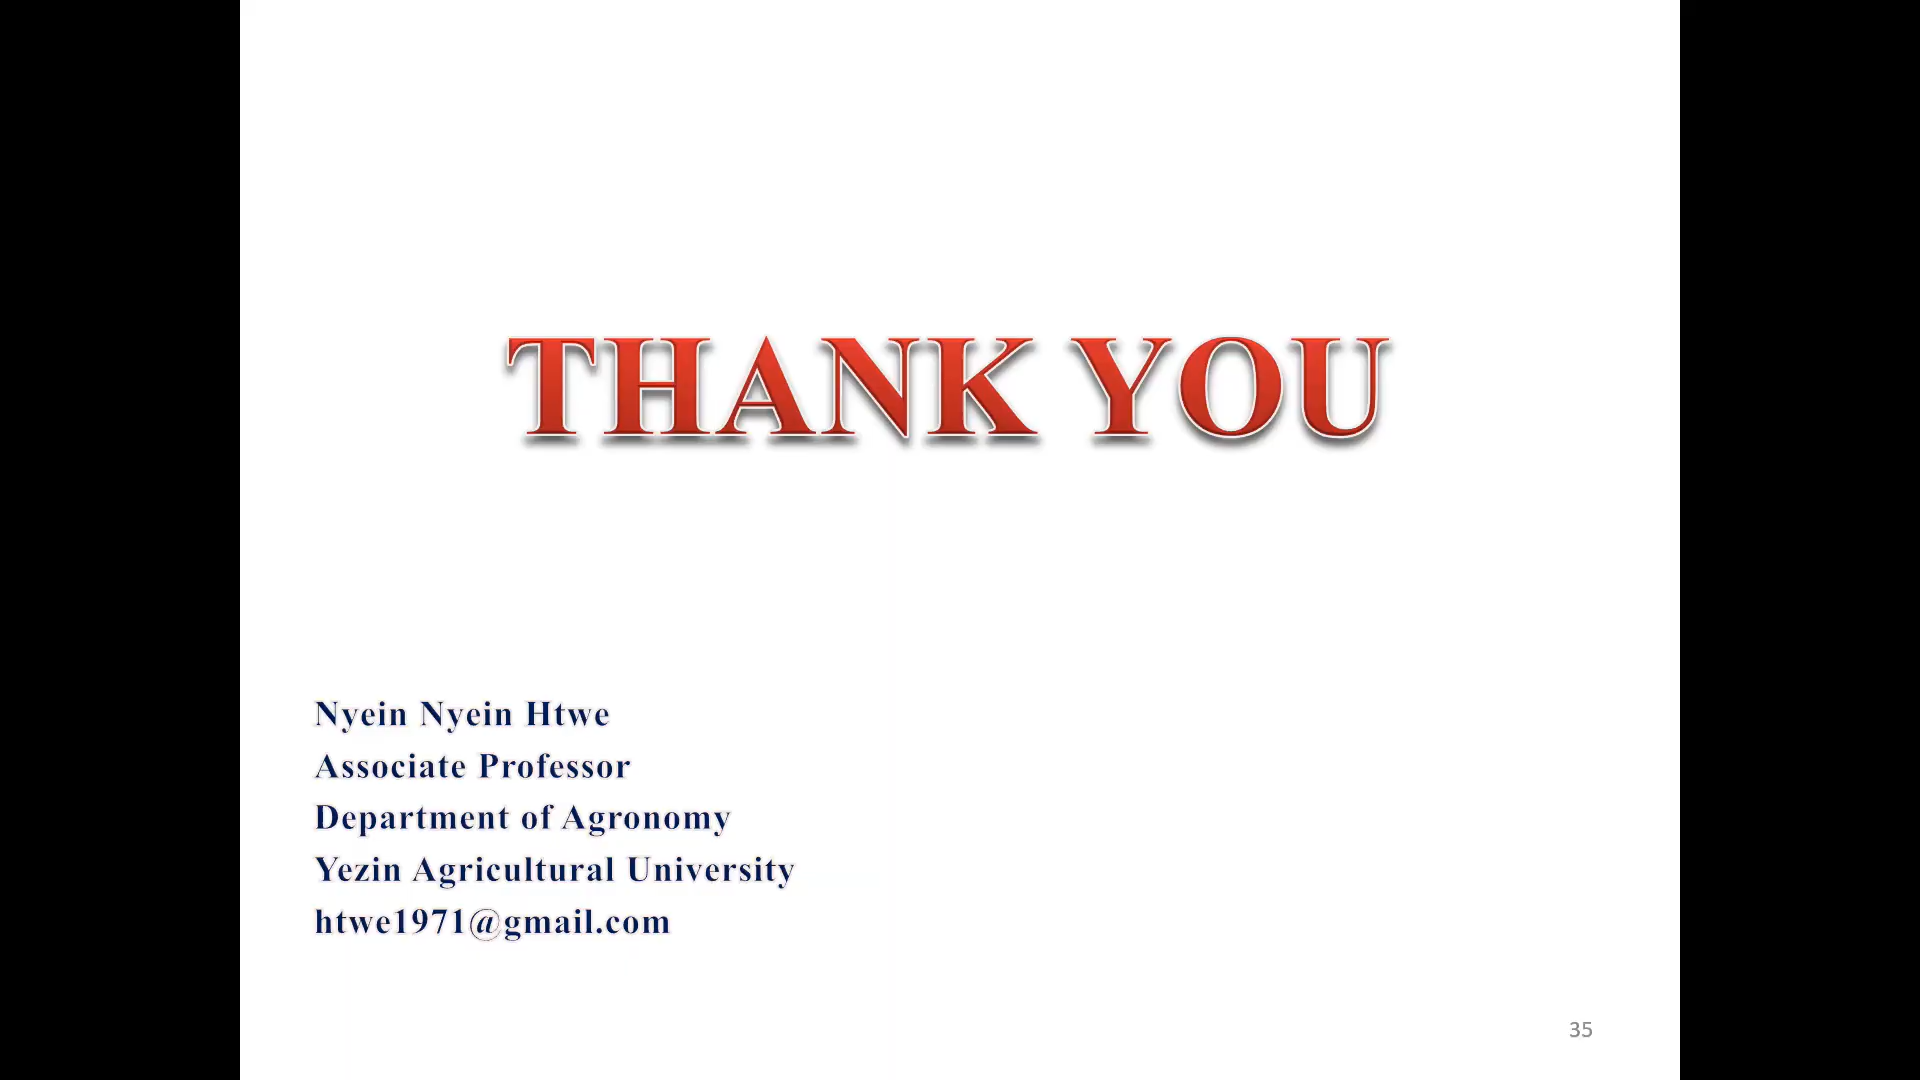 THANK YOU
Nyein Nyein Htwe
Associate Professor
Department of Agronomy
Yezin Agricultural University
htwe1971@gmail.com
35